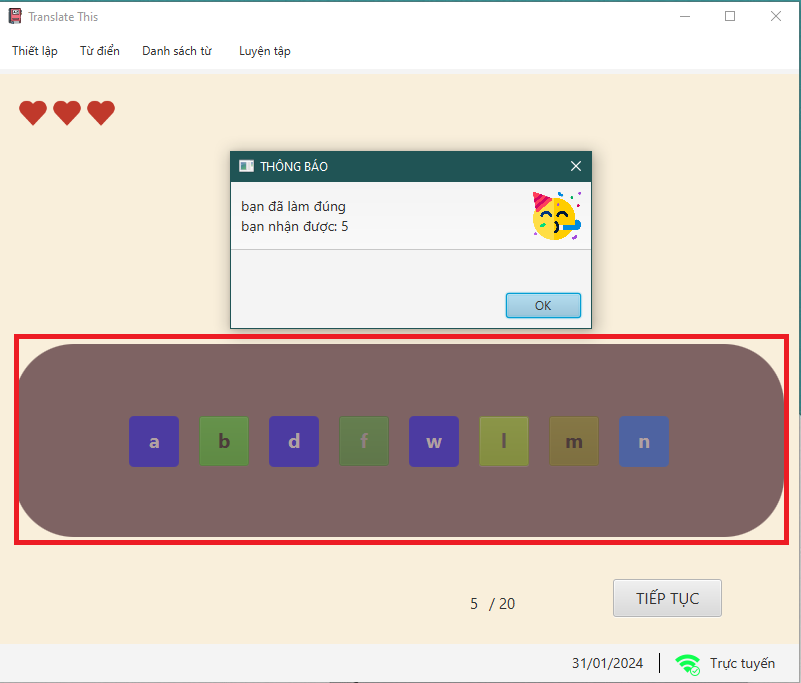 Translate This
Thiết lập Từ điển Danh sách từ Luyện tập
THÔNG BÁO
bạn đã làm đúng
bạn nhận được: 5
OK
a b d f w l m n
5 / 20
TIẾP TỤC
31/01/2024 Trực tuyến